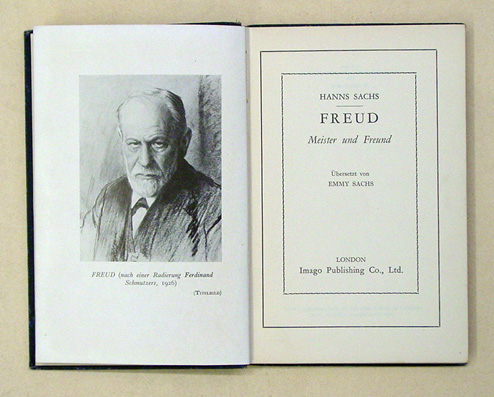 FREUD (nach einer Radierung Ferdinand
Schmutzers, 1926)
(TITELBILD)
HANNS SACHS
FREUD
Meister und Freund
Übersetzt von
EMMY SACHS
LONDON
Imago Publishing Co., Ltd.